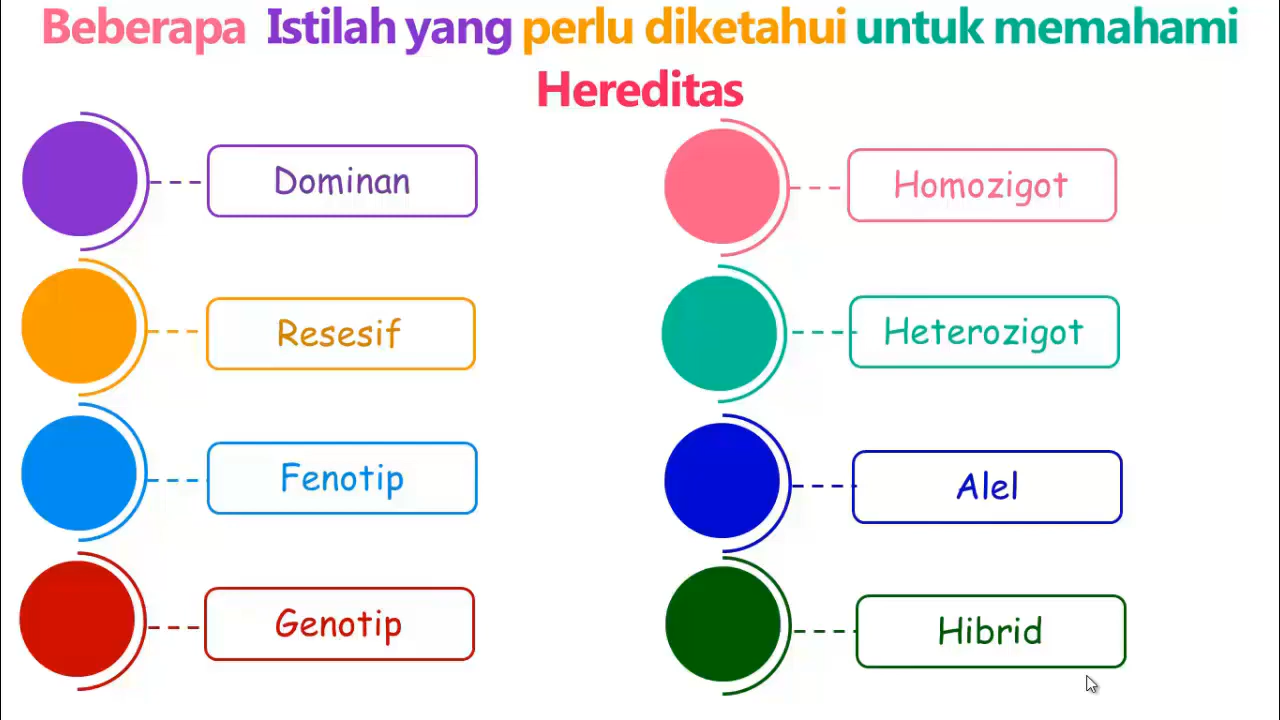 Beberapa Istilah yang perlu diketahui untuk memahami
Hereditas
Dominan
Resesif
Fenotip
Genotip
Homozigot
Heterozigot
Alel
Hibrid